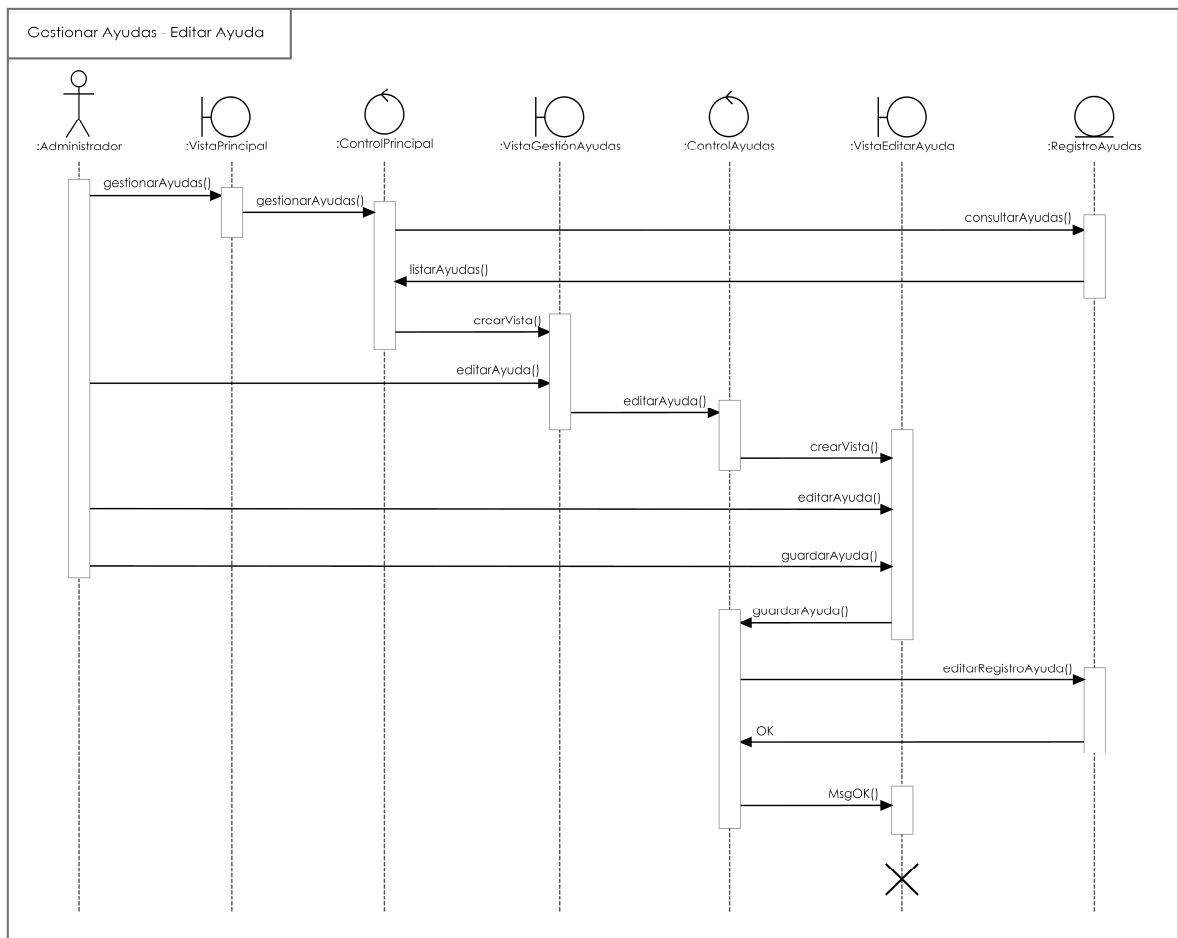 Gestionar Ayudas - Editar Ayuda
:Administrador
:VistaPrincipal
:ControlPrincipal
:VistaGestiónAyudas
:ControlAyudas
:VistaEditarAyuda
:RegistroAyudas
gestionarAyudas()
gestionarAyudas()
consultarAyudas()
listarAyudas()
crearVista()
editarAyuda()
editarAyuda()
crearVista()
editarAyuda()
guardarAyuda()
guardarAyuda()
editarRegistroAyuda()
OK
MsgOK()